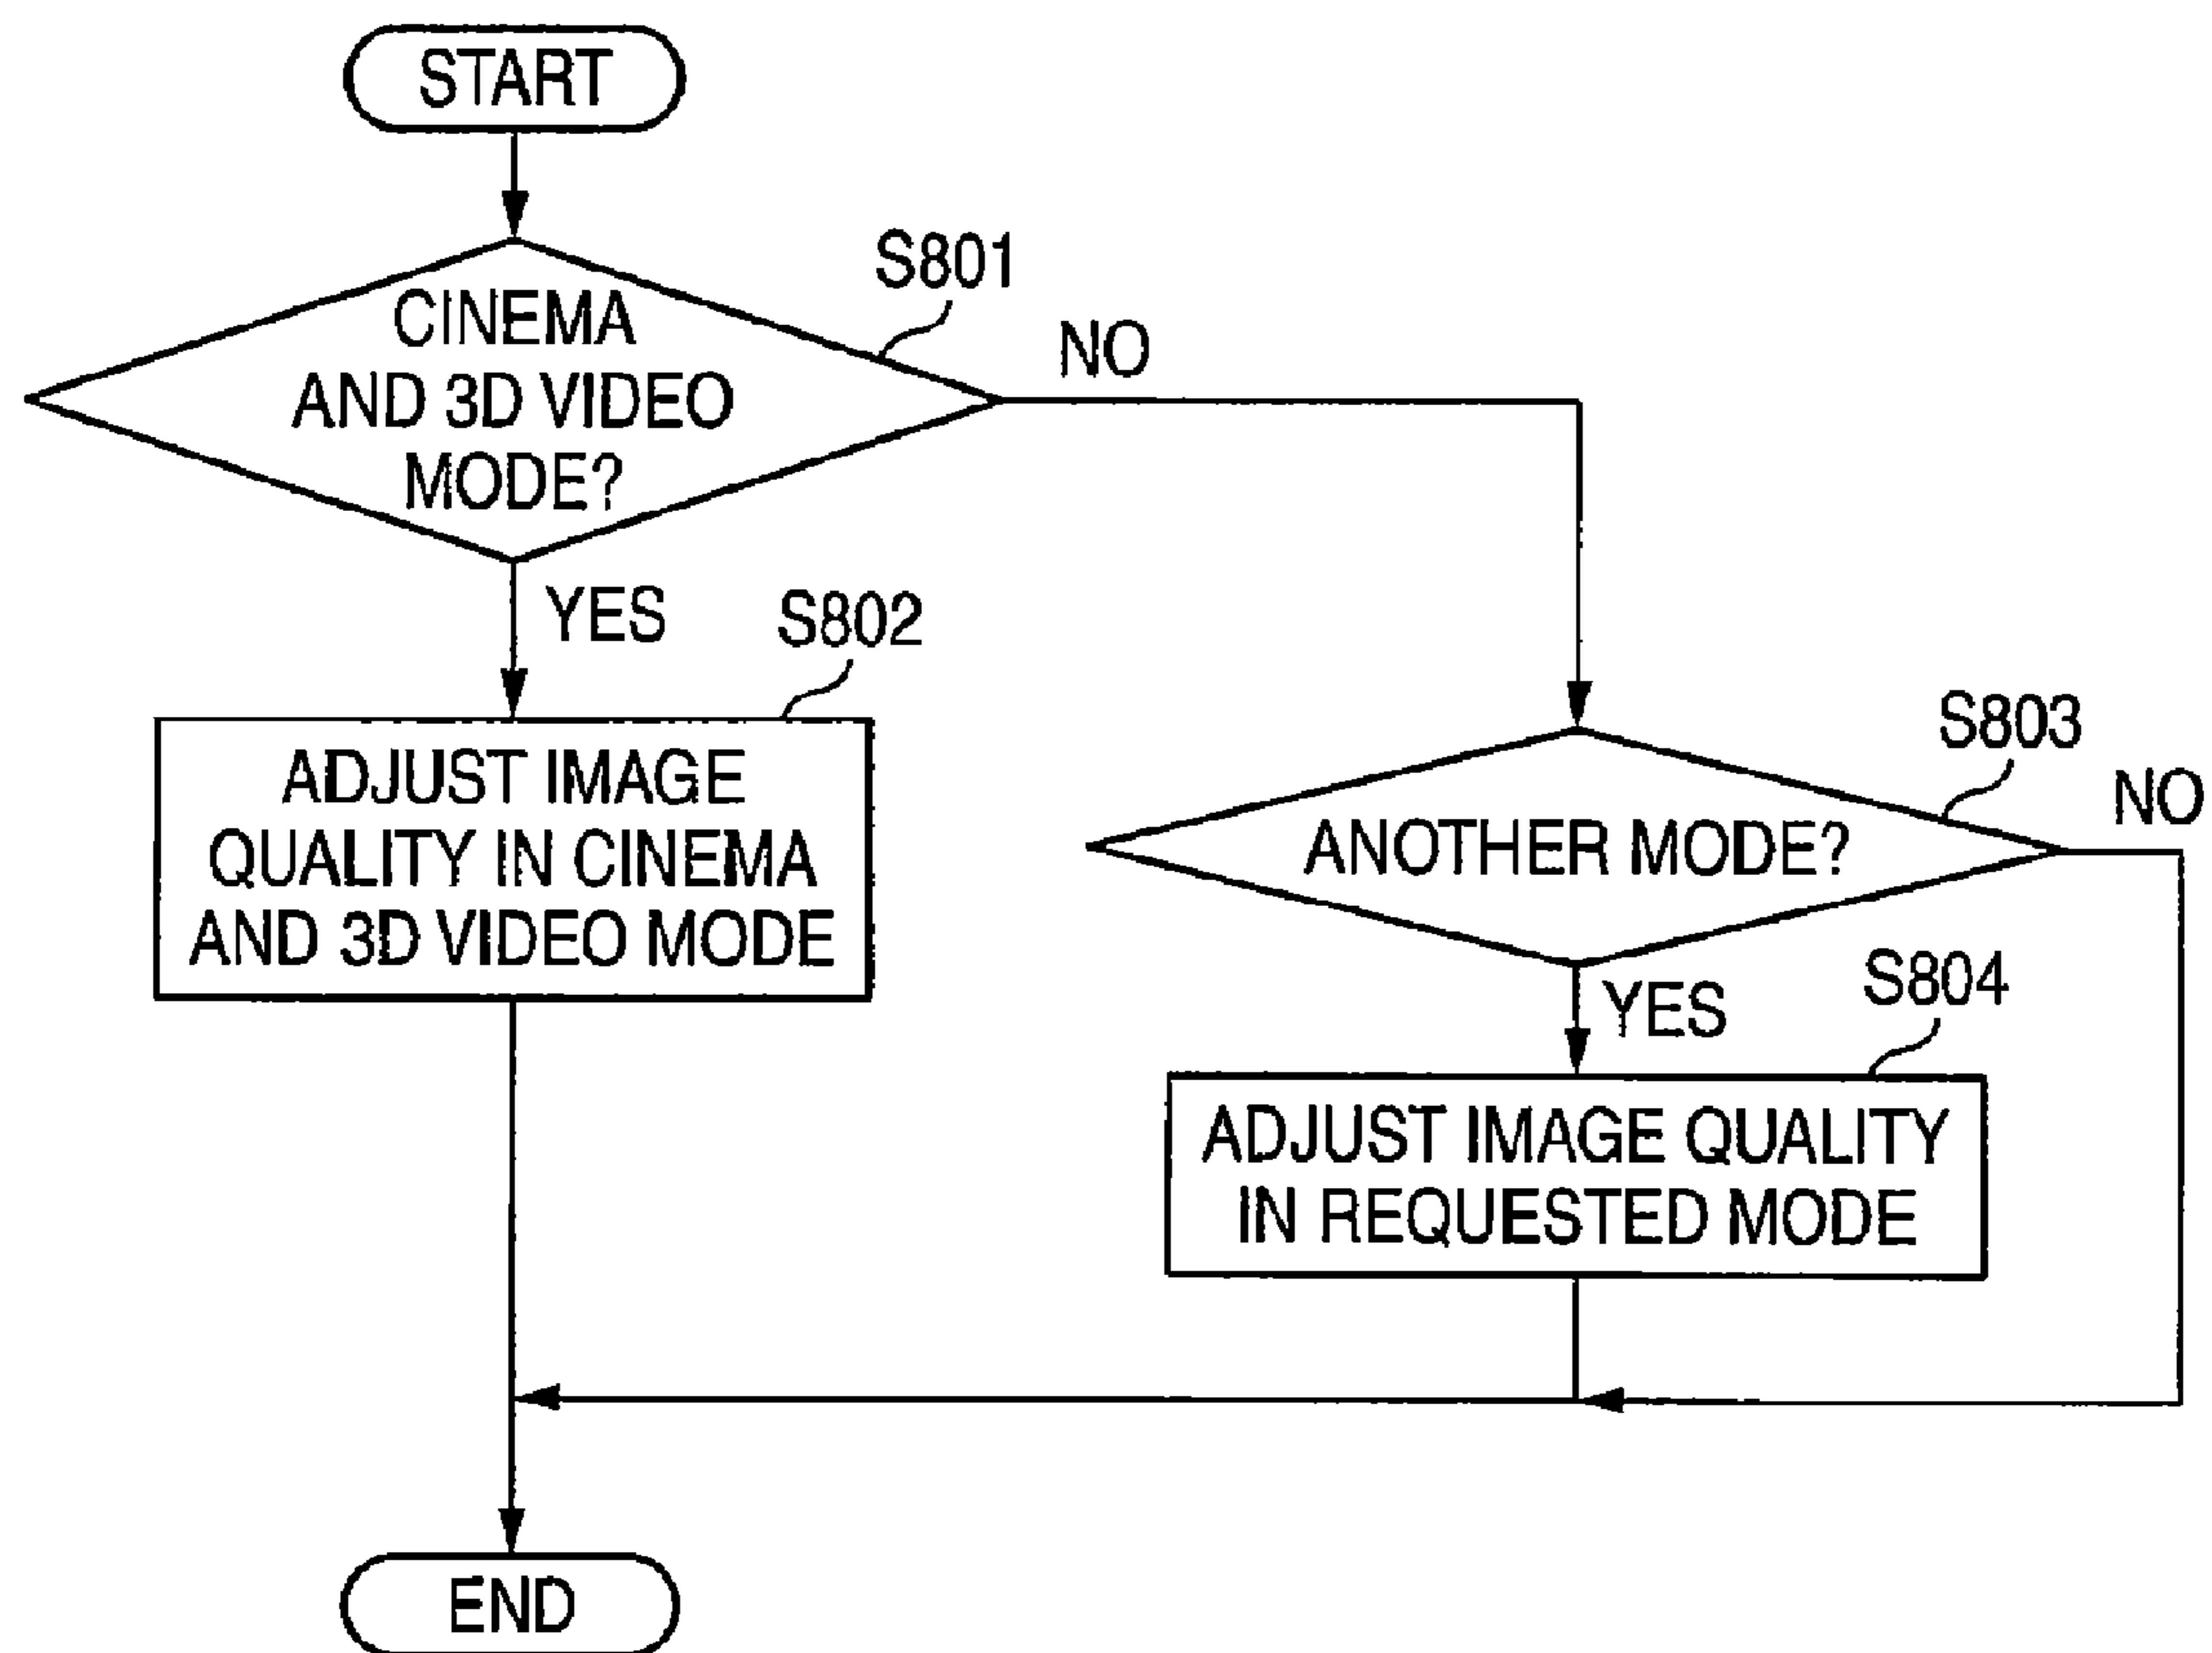 START
S801
CINEMA
AND 3D VIDEO
MODE?
NO
YES
S802
ADJUST IMAGE
QUALITY IN CINEMA
AND 3D VIDEO MODE
S803
ANOTHER MODE?
NO
YES
S804
ADJUST IMAGE QUALITY
IN REQUESTED MODE
END